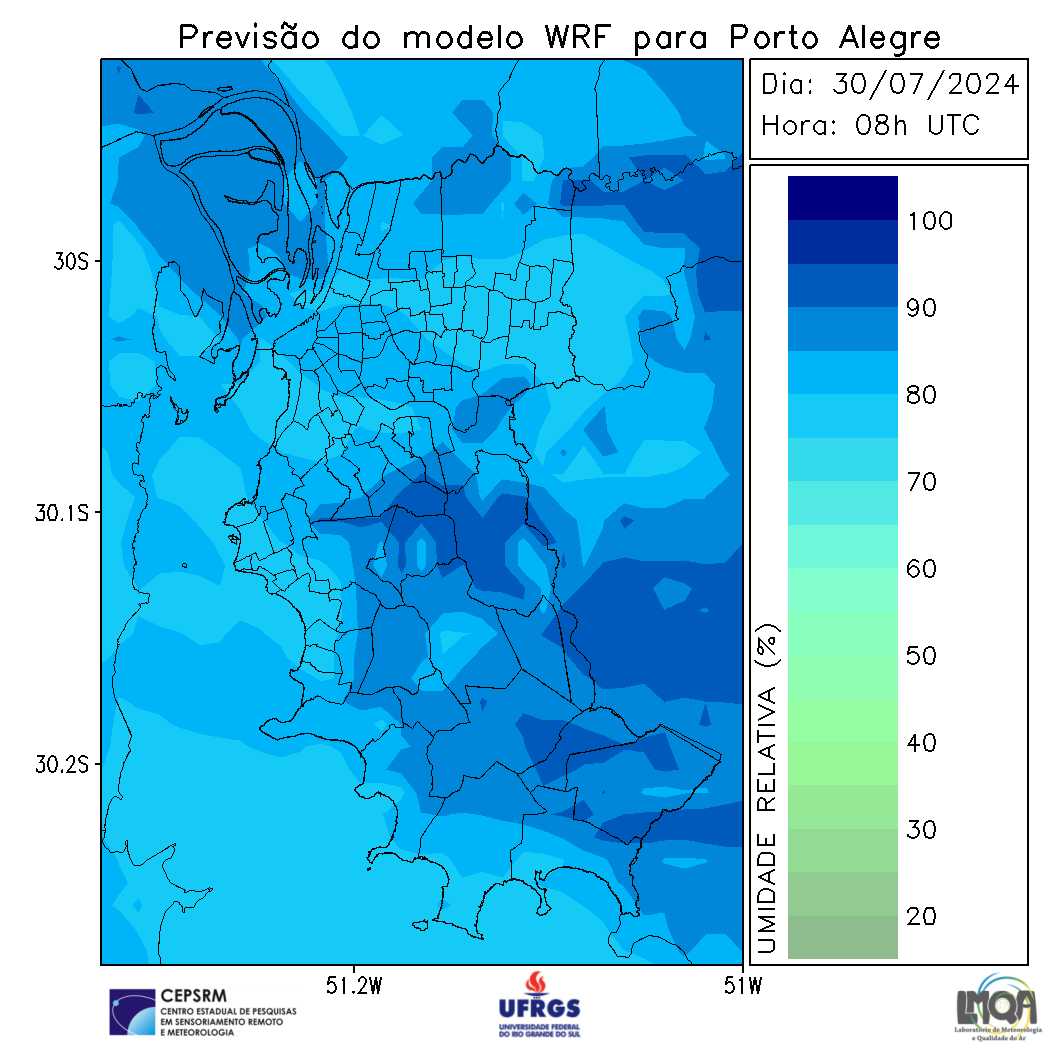 Previsão do modelo WRF para Porto Alegre
Dia: 30/07/2024
Hora: 08h UTC
30S
30.1S
30.2S
51.2W
51W
100
90
80
70
60
50
40
30
20
UMIDADE RELATIVA (%)
CEPSRM
CENTRO ESTADUAL DE PESQUISAS
EM SENSORIAMENTO REMOTO
E METEOROLOGIA
UFRGS
UNIVERSIDADE FEDERAL
DO RIO GRANDE DO SUL
LMQA
Laboratório de Meteorologia
e Qualidade do Ar